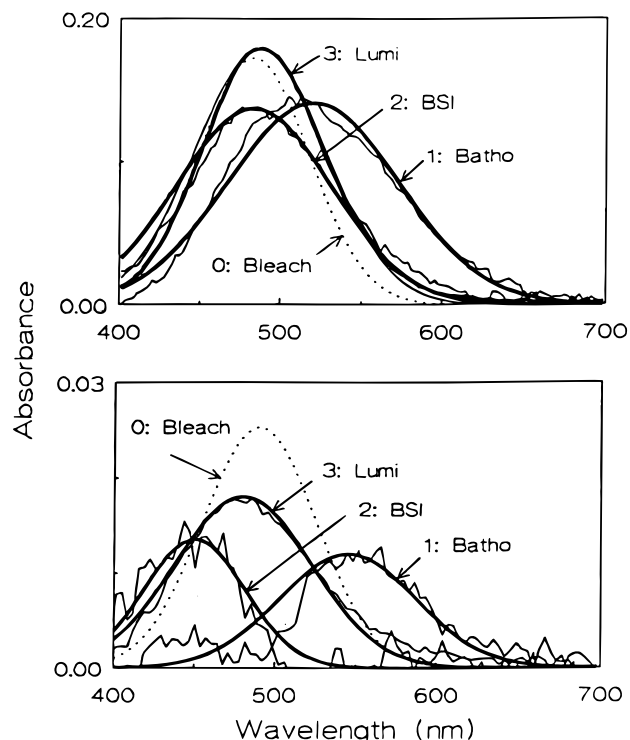 0.20
3: Lumi
2: BSI
1: Batho
0: Bleach
0.00
400 500 600 700
Absorbance
0.03
0: Bleach
3: Lumi
2: BSI
1: Batho
0.00
400 500 600 700
Wavelength (nm)